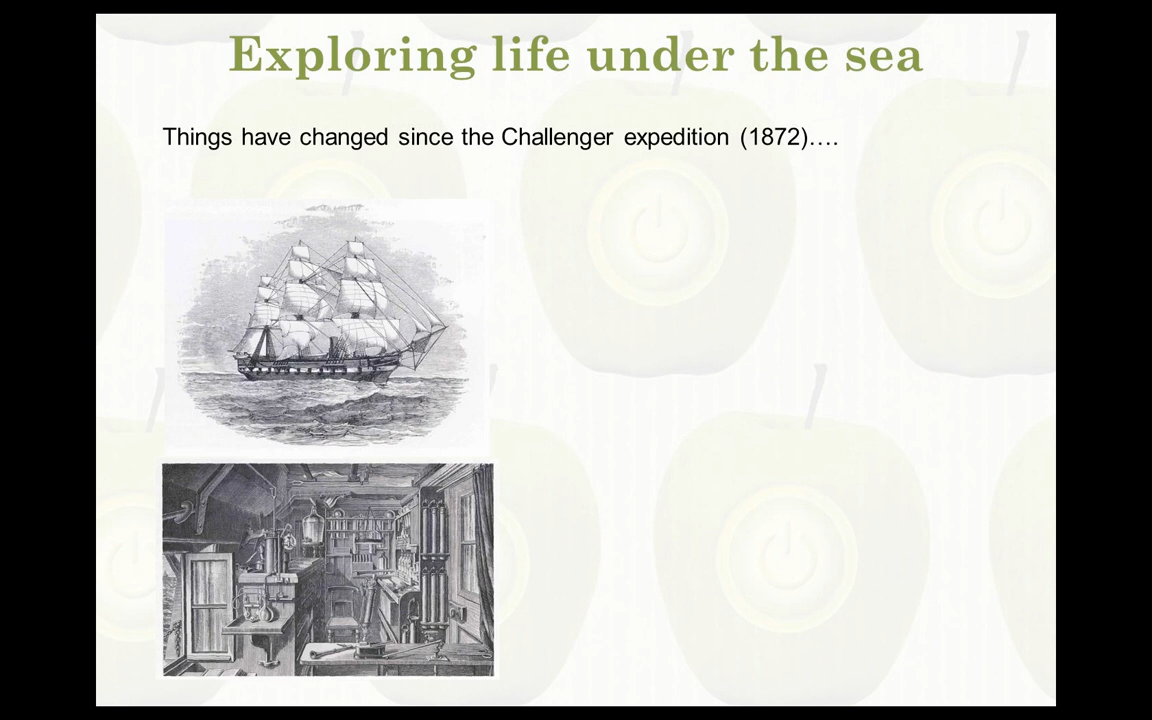 Exploring life under the sea
Things have changed since the Challenger expedition (1872)….